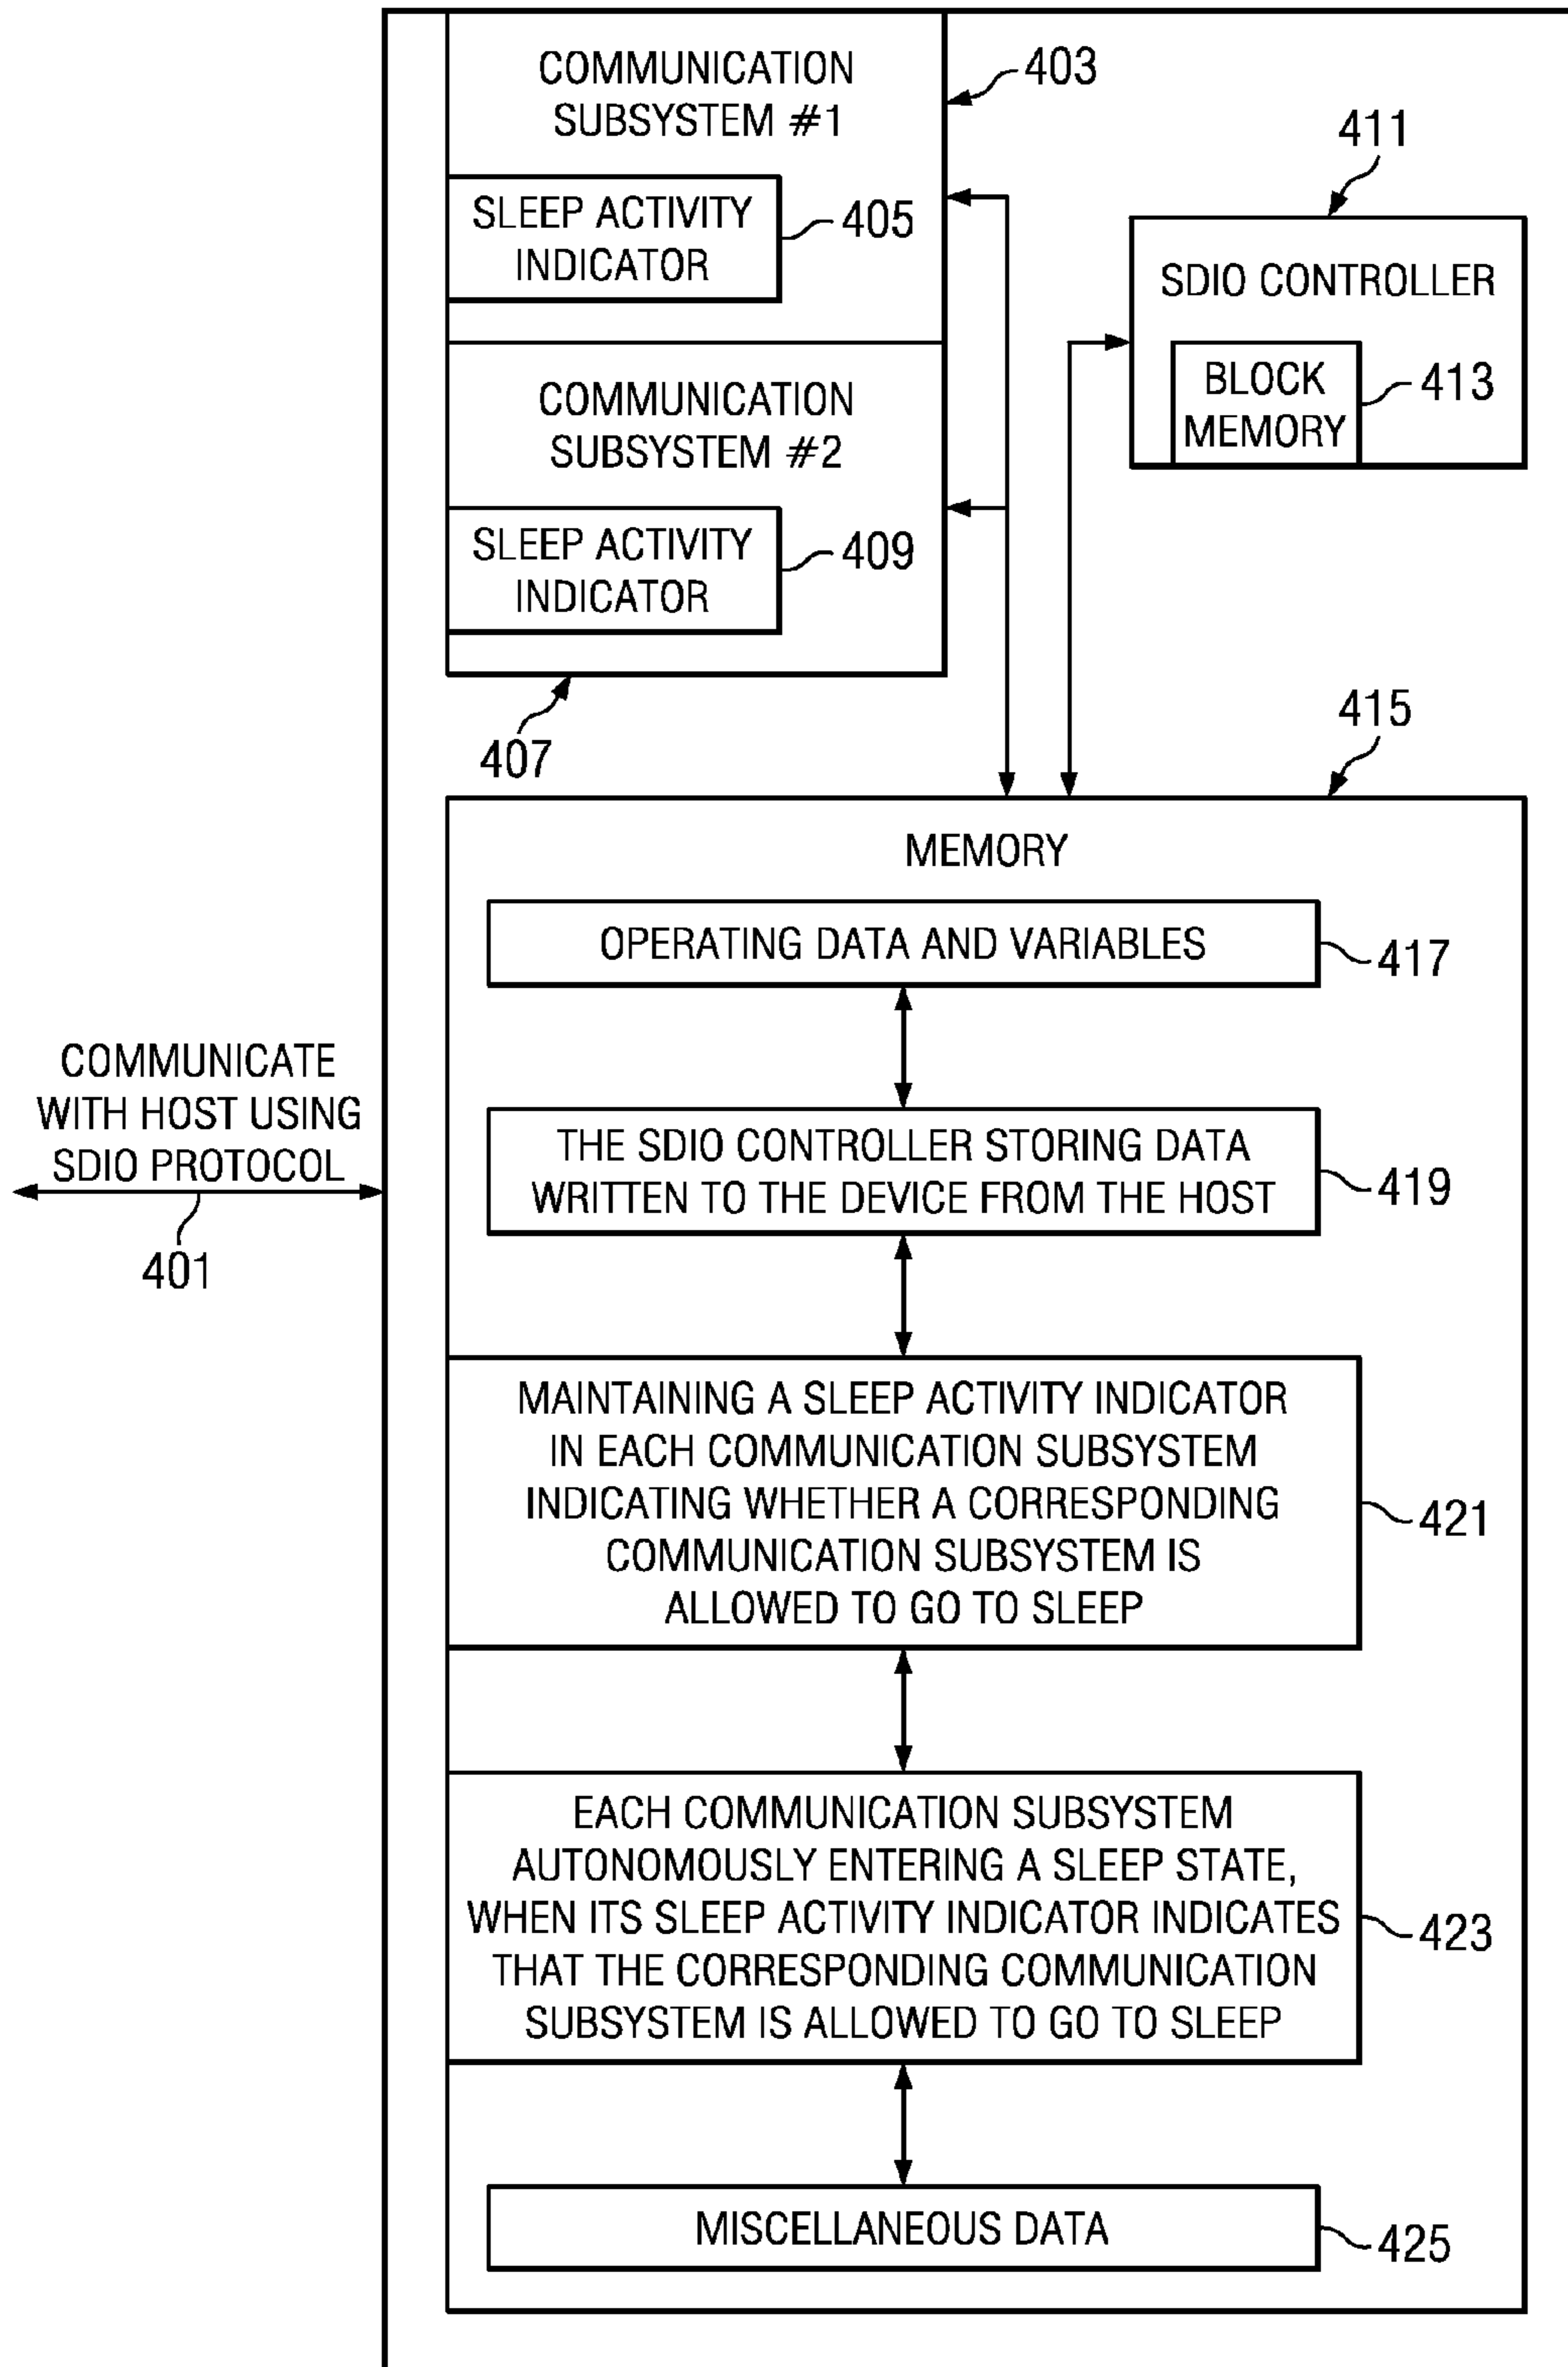 COMMUNICATION
SUBSYSTEM #1
403
SLEEP ACTIVITY
INDICATOR
405
COMMUNICATION
SUBSYSTEM #2
SLEEP ACTIVITY
INDICATOR
409
407
411
SDIO CONTROLLER
BLOCK
MEMORY
413
415
MEMORY
OPERATING DATA AND VARIABLES
417
COMMUNICATE
WITH HOST USING
SDIO PROTOCOL
401
THE SDIO CONTROLLER STORING DATA
WRITTEN TO THE DEVICE FROM THE HOST
419
MAINTAINING A SLEEP ACTIVITY INDICATOR
IN EACH COMMUNICATION SUBSYSTEM
INDICATING WHETHER A CORRESPONDING
COMMUNICATION SUBSYSTEM IS
ALLOWED TO GO TO SLEEP
421
EACH COMMUNICATION SUBSYSTEM
AUTONOMOUSLY ENTERING A SLEEP STATE,
WHEN ITS SLEEP ACTIVITY INDICATOR INDICATES
THAT THE CORRESPONDING COMMUNICATION
SUBSYSTEM IS ALLOWED TO GO TO SLEEP
423
MISCELLANEOUS DATA
425